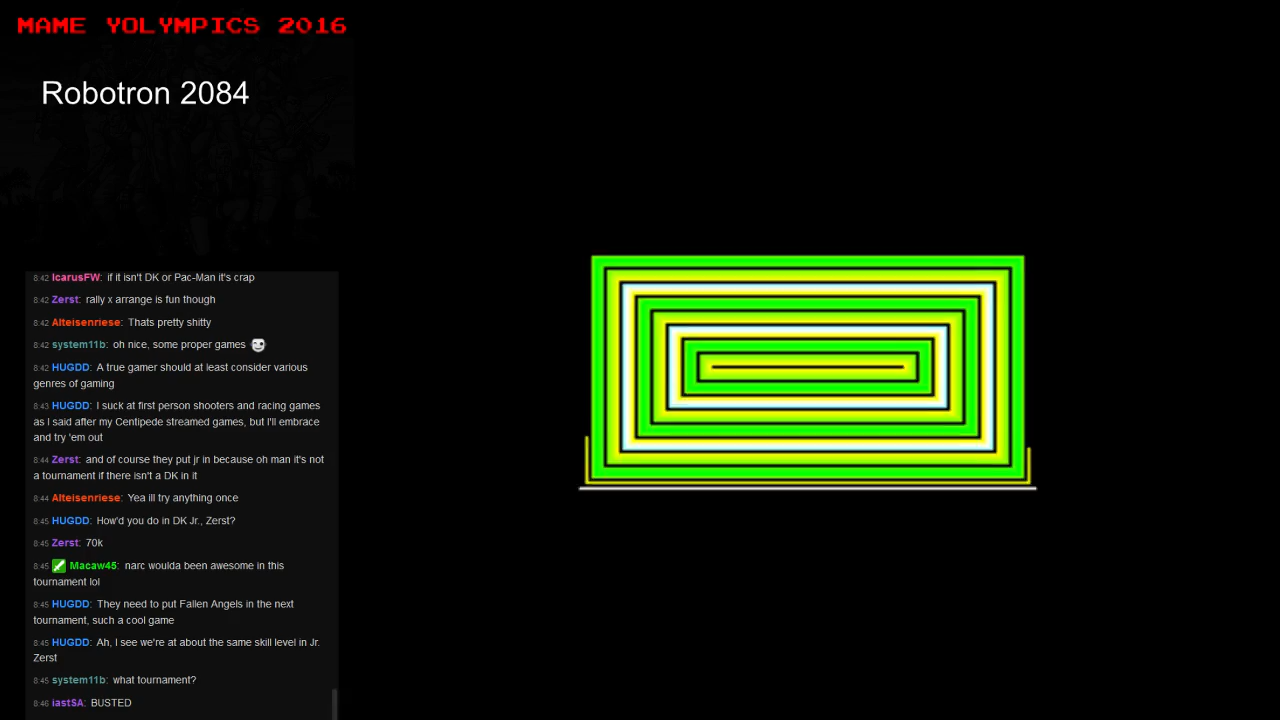 MAME YOLYMPICS 2016
Robotron 2084
8:42 IcarusFW: if it isn't DK or Pac-Man it's crap
8:42 Zerst: rally x arrange is fun though
8:42 Alteisenriese: Thats pretty shitty
8:42 system11b: oh nice, some proper games
8:42 HUGDD: A true gamer should at least consider various
genres of gaming
8:43 HUGDD: I suck at first person shooters and racing games
as I said after my Centipede streamed games, but I'll embrace
and try 'em out
8:44 Zerst: and of course they put jr in because oh man it's not
a tournament if there isn't a DK in it
8:44 Alteisenriese: Yea ill try anything once
8:45 HUGDD: How'd you do in DK Jr., Zerst?
8:45 Zerst: 70k
8:45 Macaw45: narc woulda been awesome in this
tournament lol
8:45 HUGDD: They need to put Fallen Angels in the next
tournament, such a cool game
8:45 HUGDD: Ah, I see we're at about the same skill level in Jr.
Zerst
8:45 system11b: what tournament?
8:46 iastSA: BUSTED